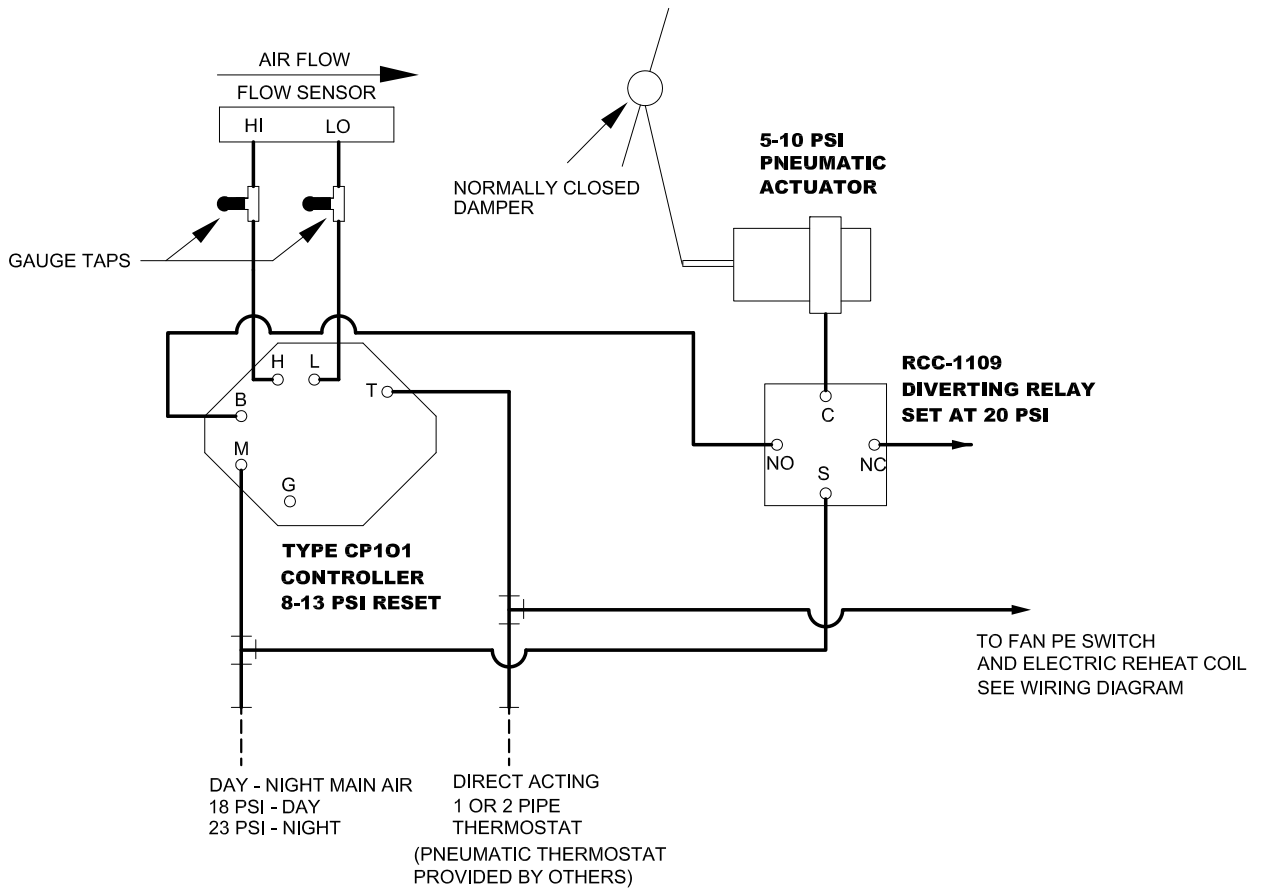 AIR FLOW
FLOW SENSOR
HI
LO
5-10 PSI
PNEUMATIC
ACTUATOR
NORMALLY CLOSED
DAMPER
GAUGE TAPS
H
L
T
B
M
G
RCC-1109
DIVERTING RELAY
SET AT 20 PSI
C
NO
NC
S
TYPE CP1O1
CONTROLLER
8-13 PSI RESET
TO FAN PE SWITCH
AND ELECTRIC REHEAT COIL
SEE WIRING DIAGRAM
DAY - NIGHT MAIN AIR
18 PSI - DAY
23 PSI - NIGHT
DIRECT ACTING
1 OR 2 PIPE
THERMOSTAT
(PNEUMATIC THERMOSTAT
PROVIDED BY OTHERS)